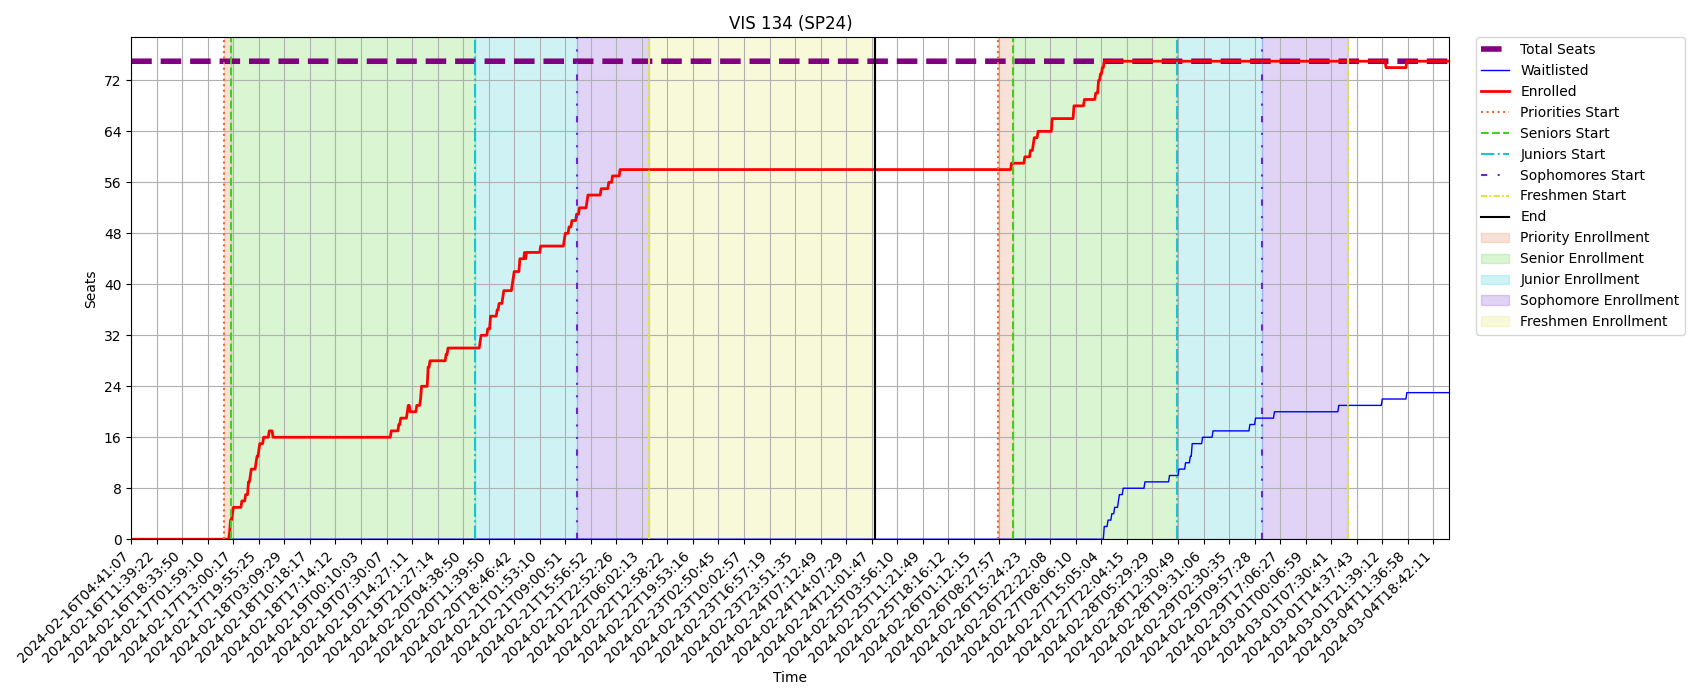 VIS 134 (SP24)
Seats
72
64
56
48
40
32
24
16
8
0
2024-02-16T04:41:07
2024-02-16T11:39:22
2024-02-16T18:33:50
2024-02-17T01:59:10
2024-02-17T13:00:17
2024-02-17T19:55:25
2024-02-18T03:09:29
2024-02-18T10:18:17
2024-02-18T17:14:12
2024-02-19T00:10:03
2024-02-19T07:30:07
2024-02-19T14:27:11
2024-02-19T21:27:14
2024-02-20T04:38:50
2024-02-20T11:39:50
2024-02-20T18:46:42
2024-02-21T01:53:10
2024-02-21T09:00:51
2024-02-21T15:56:52
2024-02-21T22:52:26
2024-02-22T06:02:13
2024-02-22T12:58:22
2024-02-22T19:53:16
2024-02-23T02:50:45
2024-02-23T10:02:57
2024-02-23T16:57:19
2024-02-23T23:51:35
2024-02-24T07:12:49
2024-02-24T14:07:29
2024-02-24T21:01:47
2024-02-25T03:56:10
2024-02-25T11:21:49
2024-02-25T18:16:12
2024-02-26T01:12:15
2024-02-26T08:27:57
2024-02-26T15:24:23
2024-02-26T22:22:08
2024-02-27T08:06:10
2024-02-27T15:05:04
2024-02-27T22:04:15
2024-02-28T05:29:29
2024-02-28T12:30:49
2024-02-28T19:31:06
2024-02-29T02:30:35
2024-02-29T09:57:28
2024-02-29T17:06:27
2024-03-01T00:06:59
2024-03-01T07:30:41
2024-03-01T14:37:43
2024-03-01T21:39:12
2024-03-04T11:36:58
2024-03-04T18:42:11
Time
Total Seats
Waitlisted
Enrolled
Priorities Start
Seniors Start
Juniors Start
Sophomores Start
Freshmen Start
End
Priority Enrollment
Senior Enrollment
Junior Enrollment
Sophomore Enrollment
Freshmen Enrollment